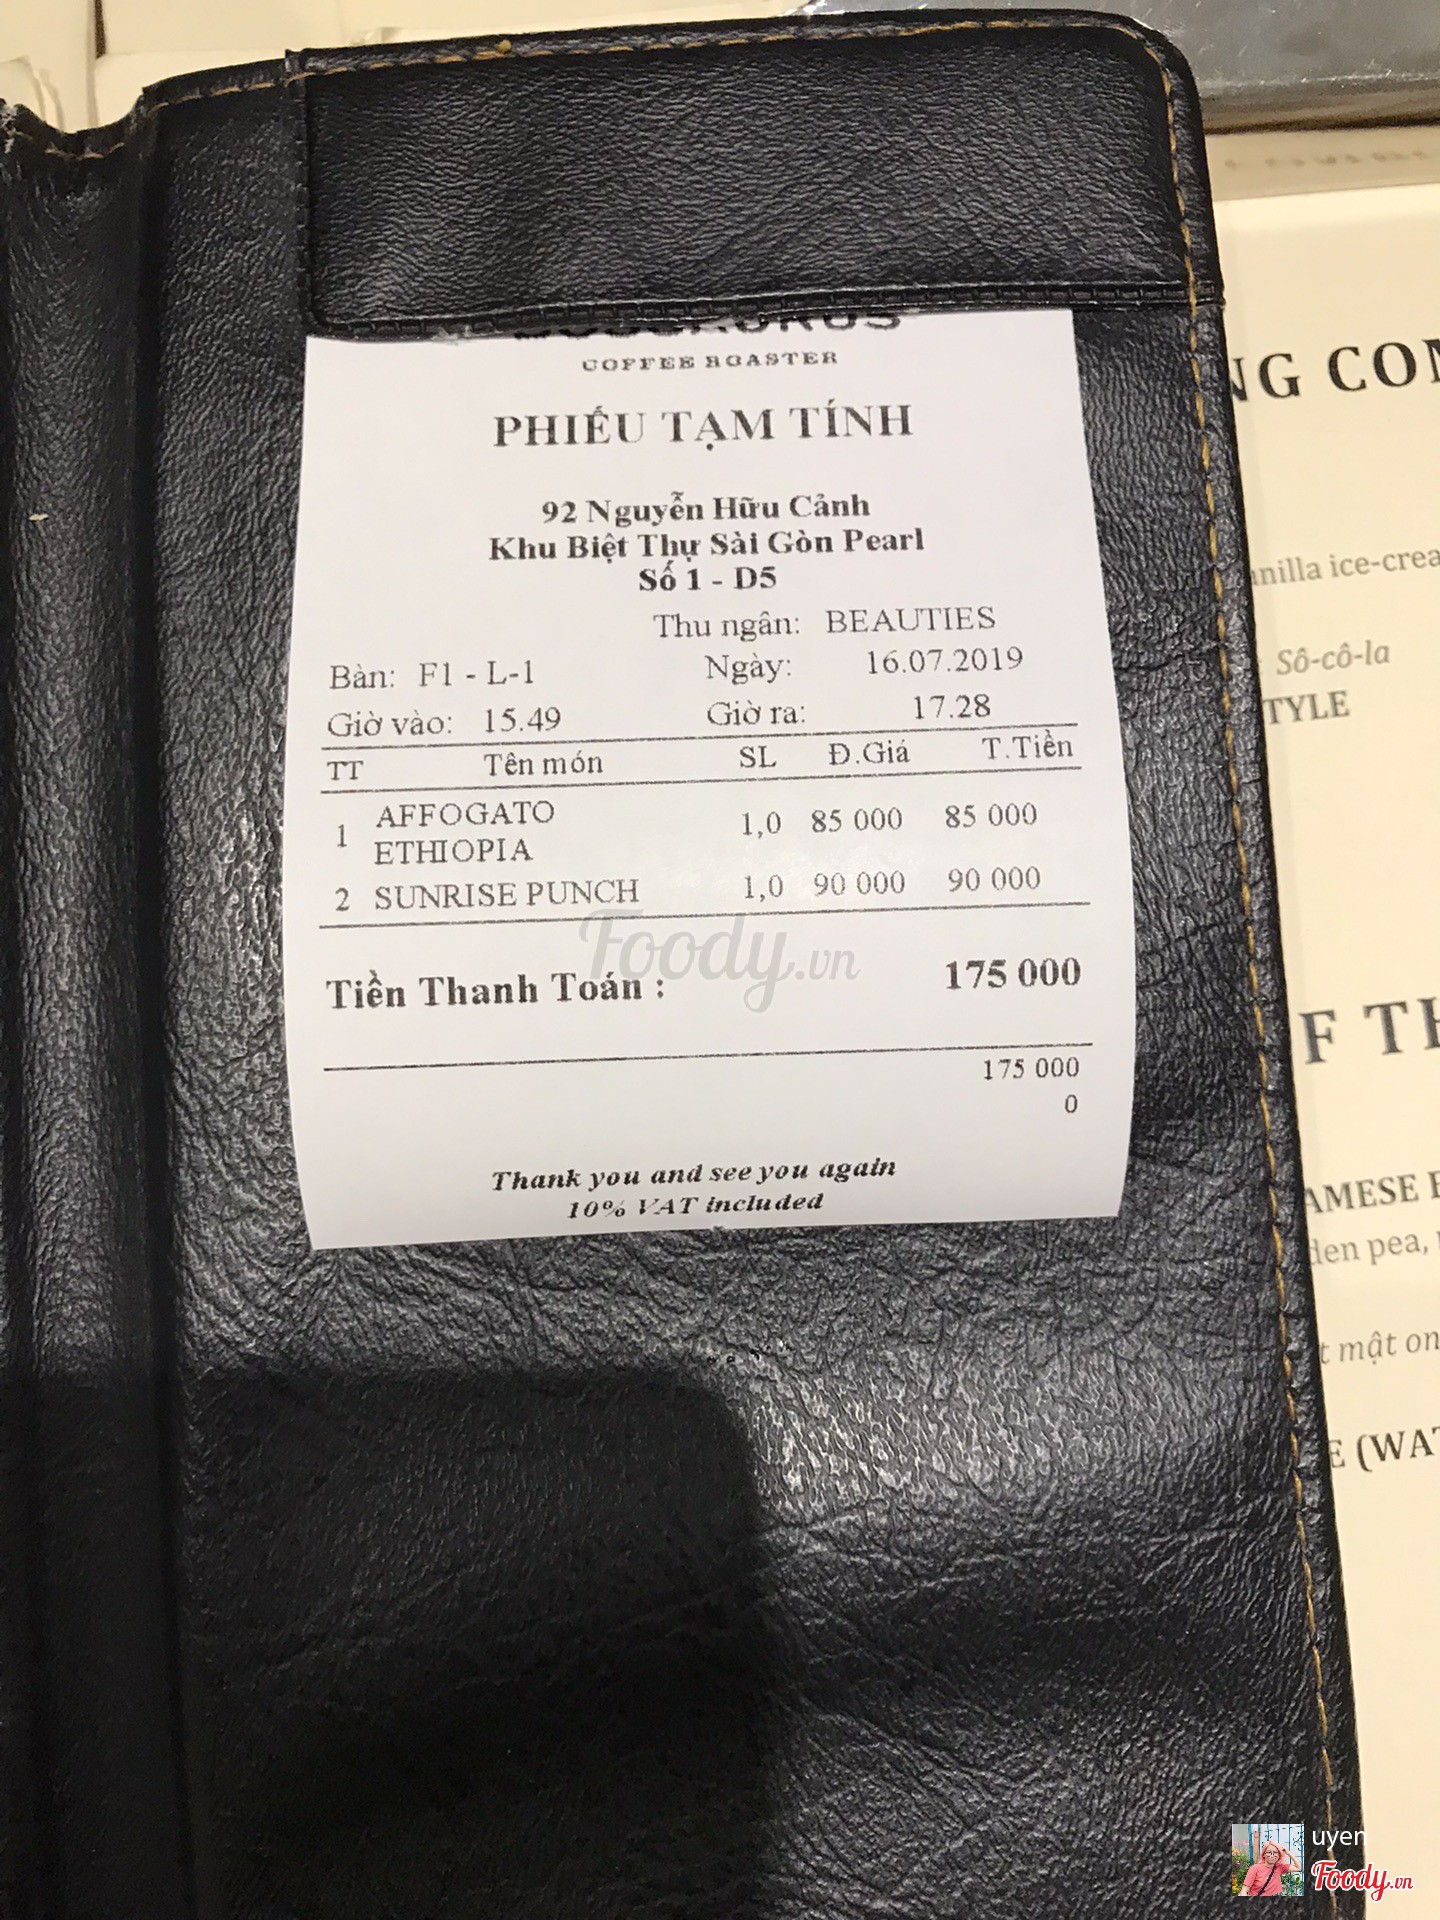 COFFEE ROASTER
PHIẾU TẠM TÍNH
92 Nguyễn Hữu Cảnh
Khu Biệt Thự Sài Gòn Pearl
Số 1 - D5
Thu ngân: BEAUTIES
Bàn: F1 - L-1 Ngày: 16.07.2019
Giờ vào: 15.49 Giờ ra: 17.28
TT Tên món SL Đ.Giá T.Tiền
1 AFFOGATO ETHIOPIA 1,0 85 000 85 000
2 SUNRISE PUNCH 1,0 90 000 90 000
Foody.vn
Tiền Thanh Toán : 175 000
175 000
0
Thank you and see you again
10% VAT included
NG CO
ice-crea
Sô-cô-la
TYLE
F TH
AMESE
den pea,
mật on
E (WAT
uyen
Foody.vn